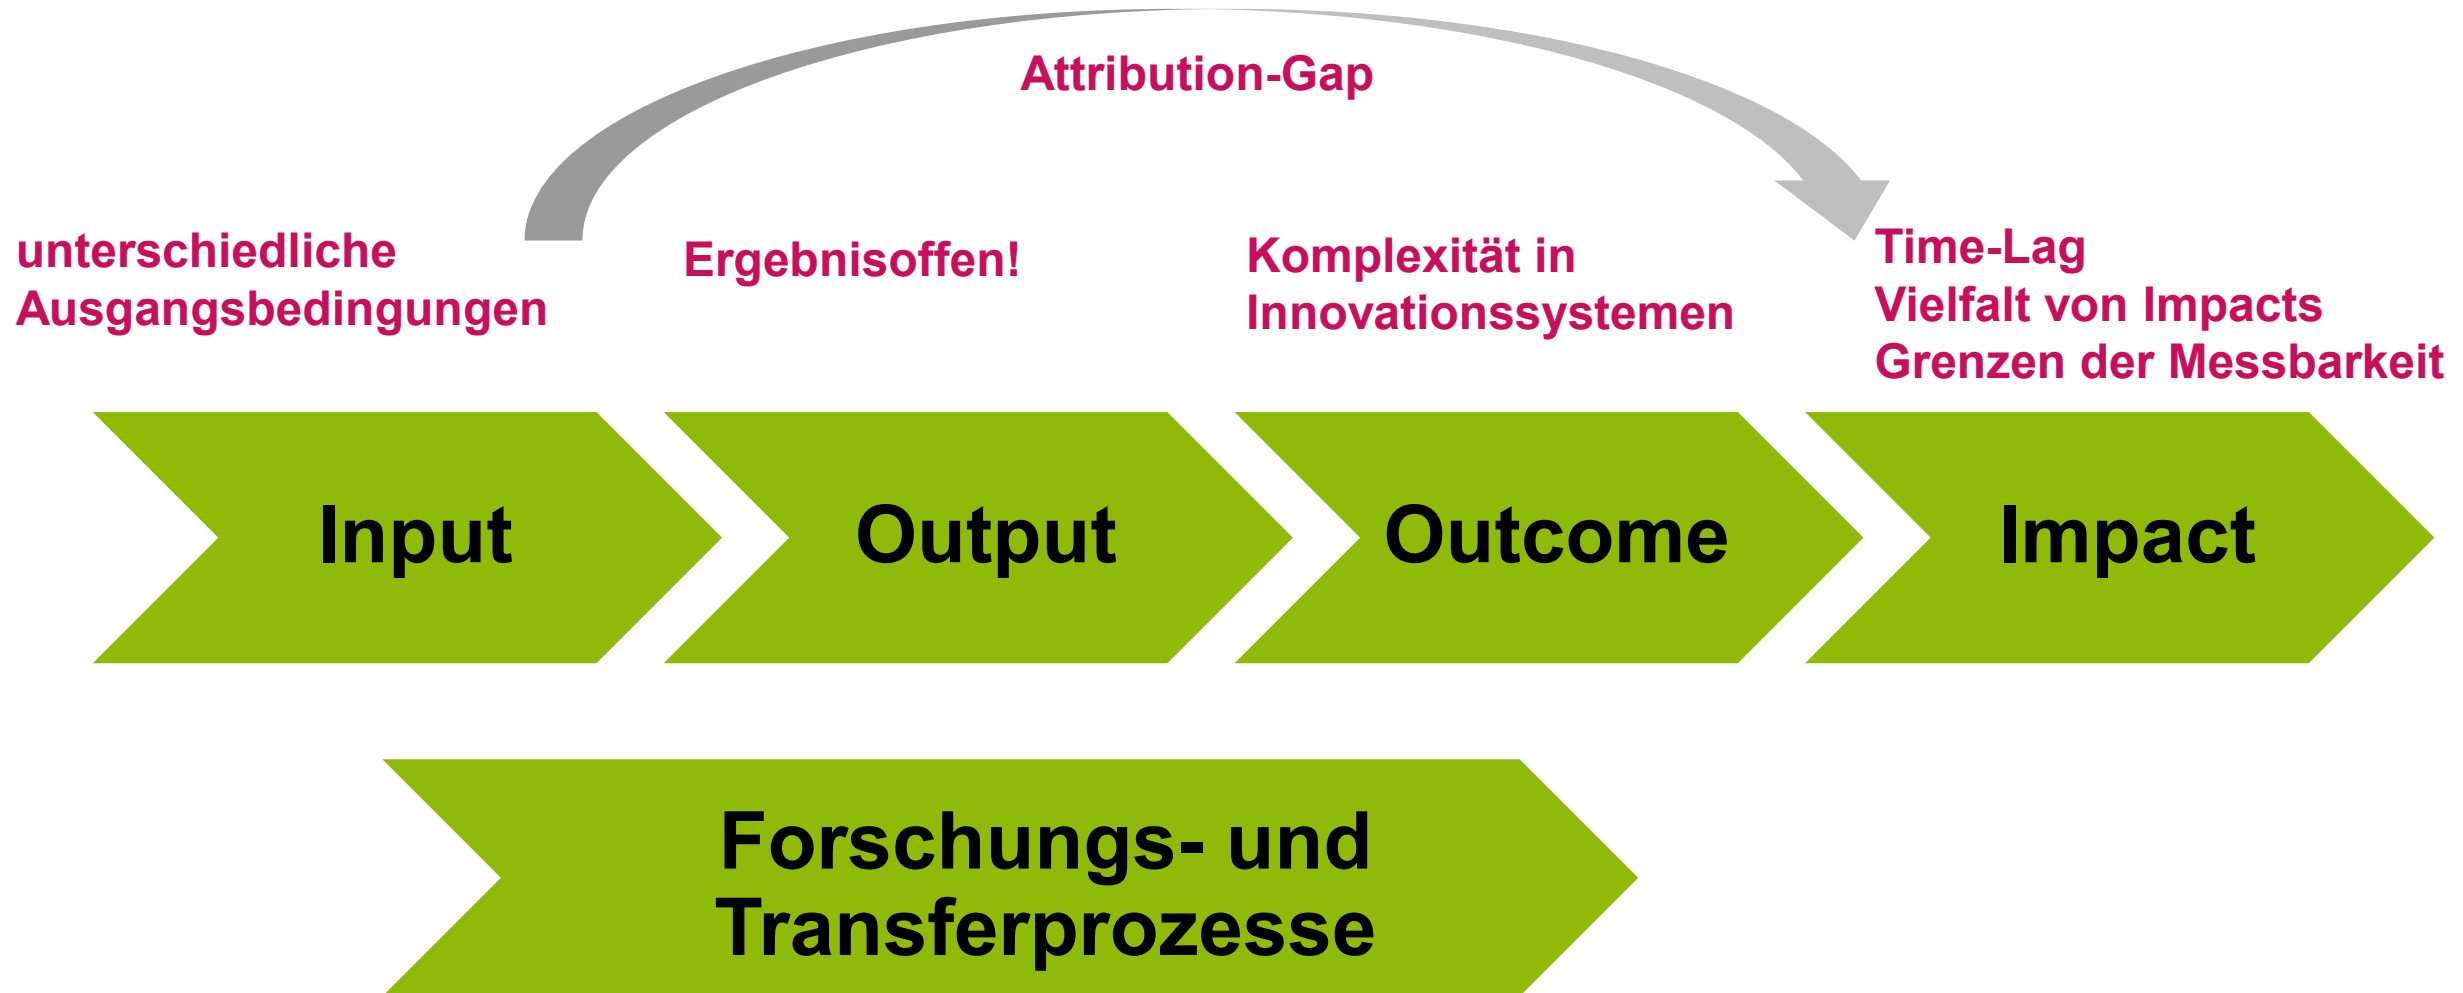 Attribution-Gap
unterschiedliche
Ausgangsbedingungen
Ergebnisoffen!
Komplexität in
Innovationssystemen
Time-Lag
Vielfalt von Impacts
Grenzen der Messbarkeit
Input
Output
Outcome
Impact
Forschungs- und
Transferprozesse